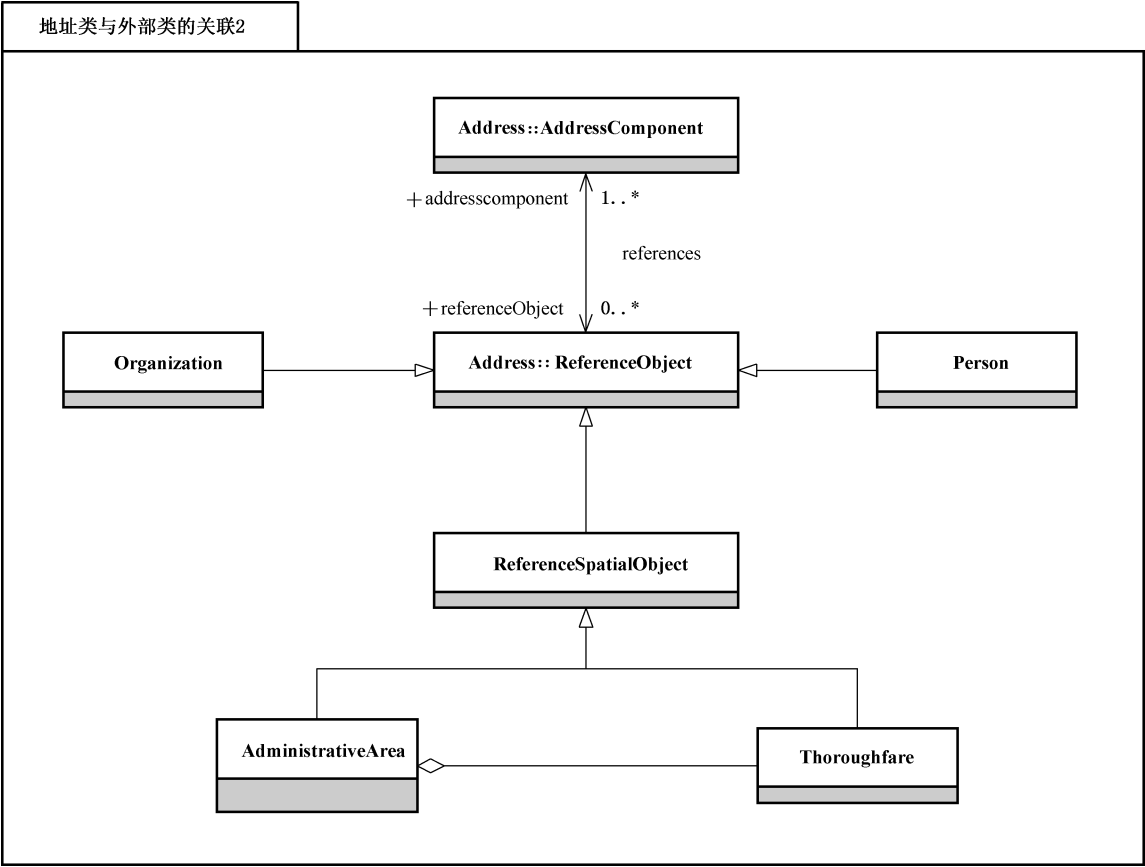 地址类与外部类的关联2
Address::AddressComponent
+addresscomponent 1..*
references
+referenceObject 0..*
Organization
Address::ReferenceObject
Person
ReferenceSpatialObject
AdministrativeArea
Thoroughfare